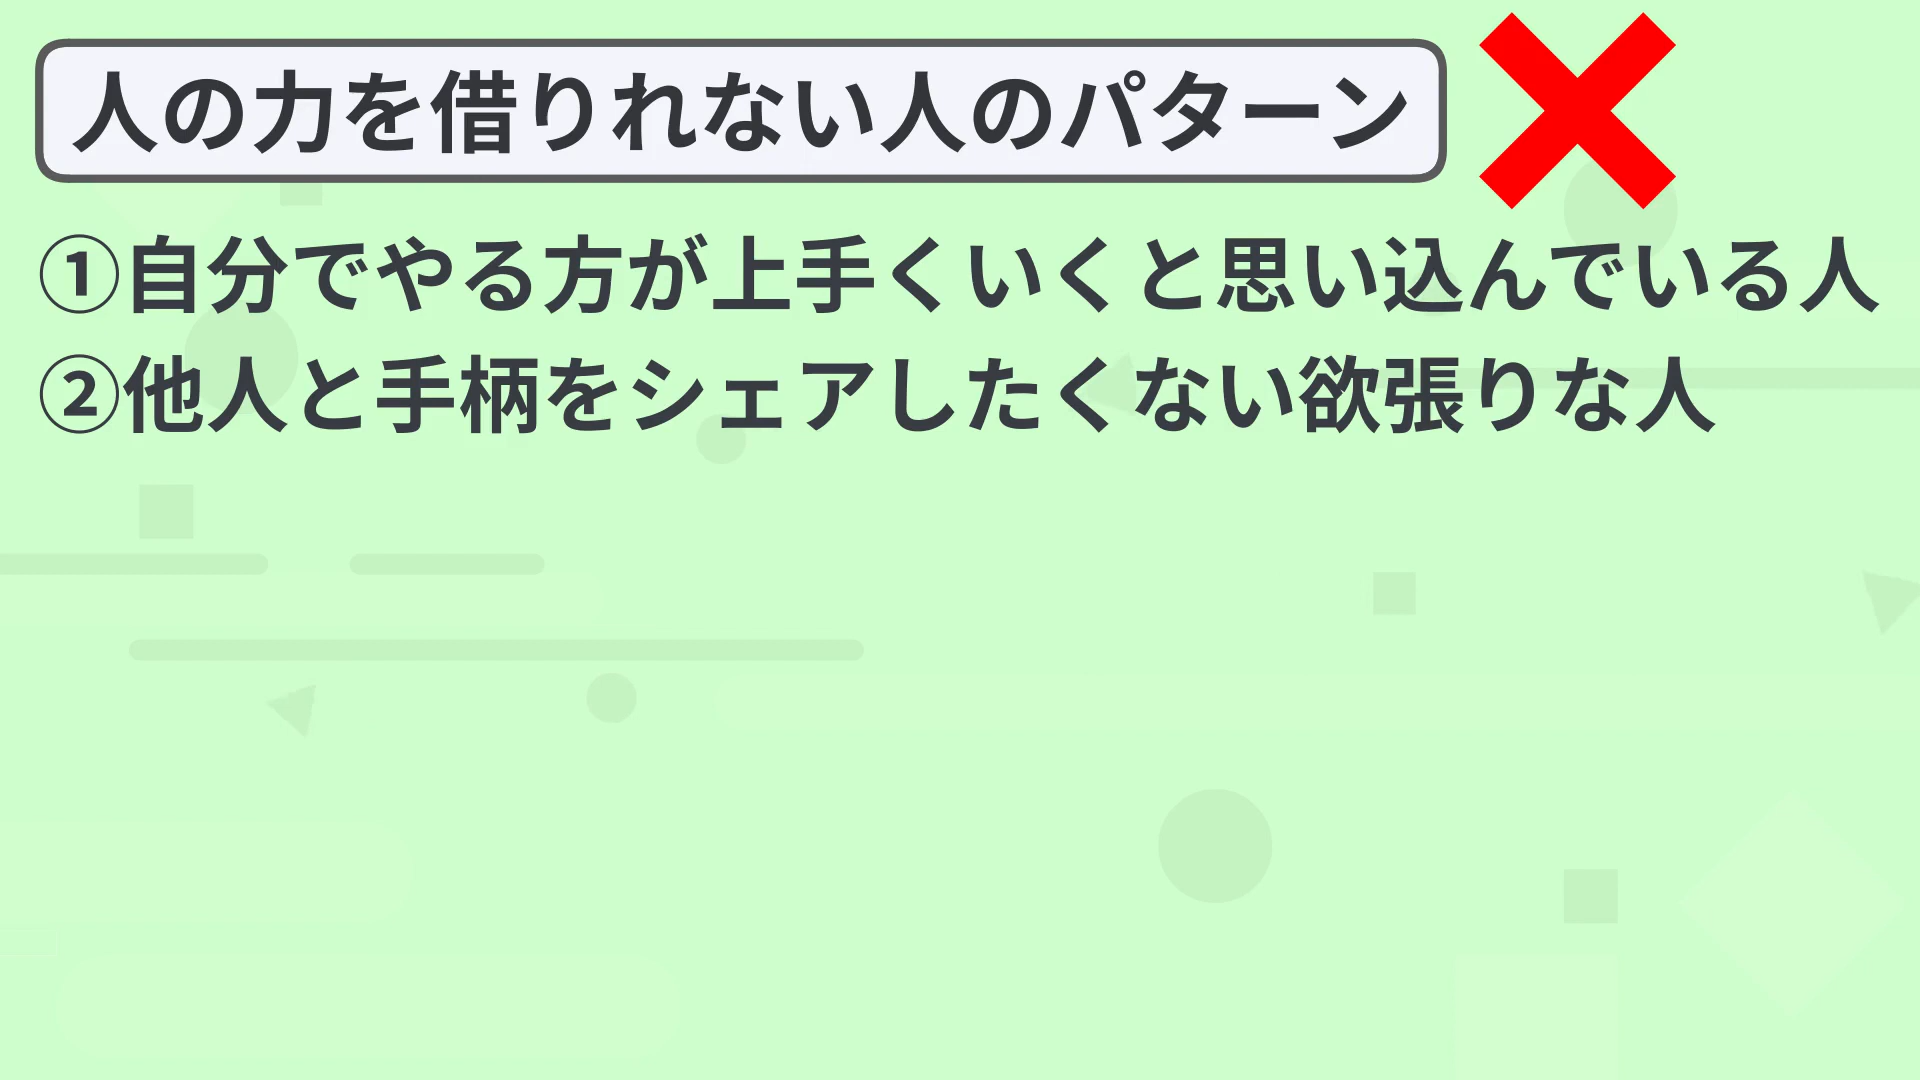 人の力を借りれない人のパターン
①自分でやる方が上手くいくと思い込んでいる人
②他人と手柄をシェアしたくない欲張りな人